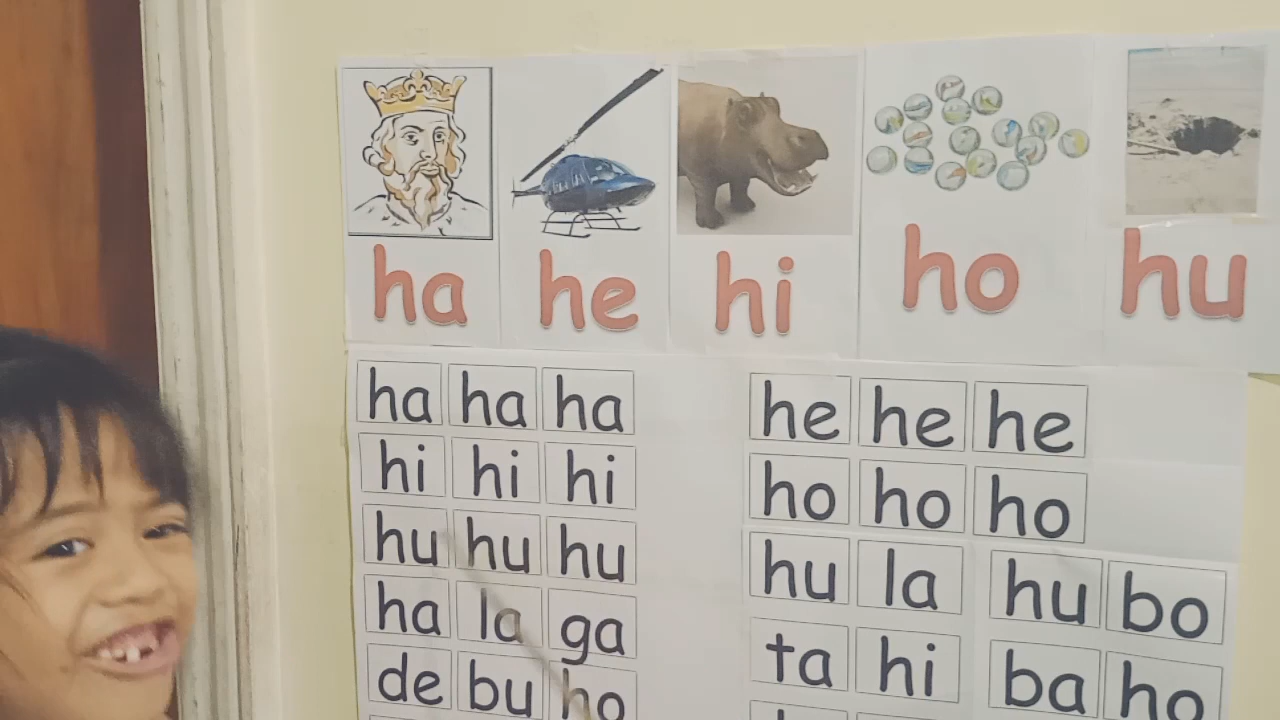 ha he hi ho hu
ha ha ha
hi hi hi
hu hu hu
ha la ga
de bu ho
he he he
ho ho ho
hu la hu bo
ta hi ba ho